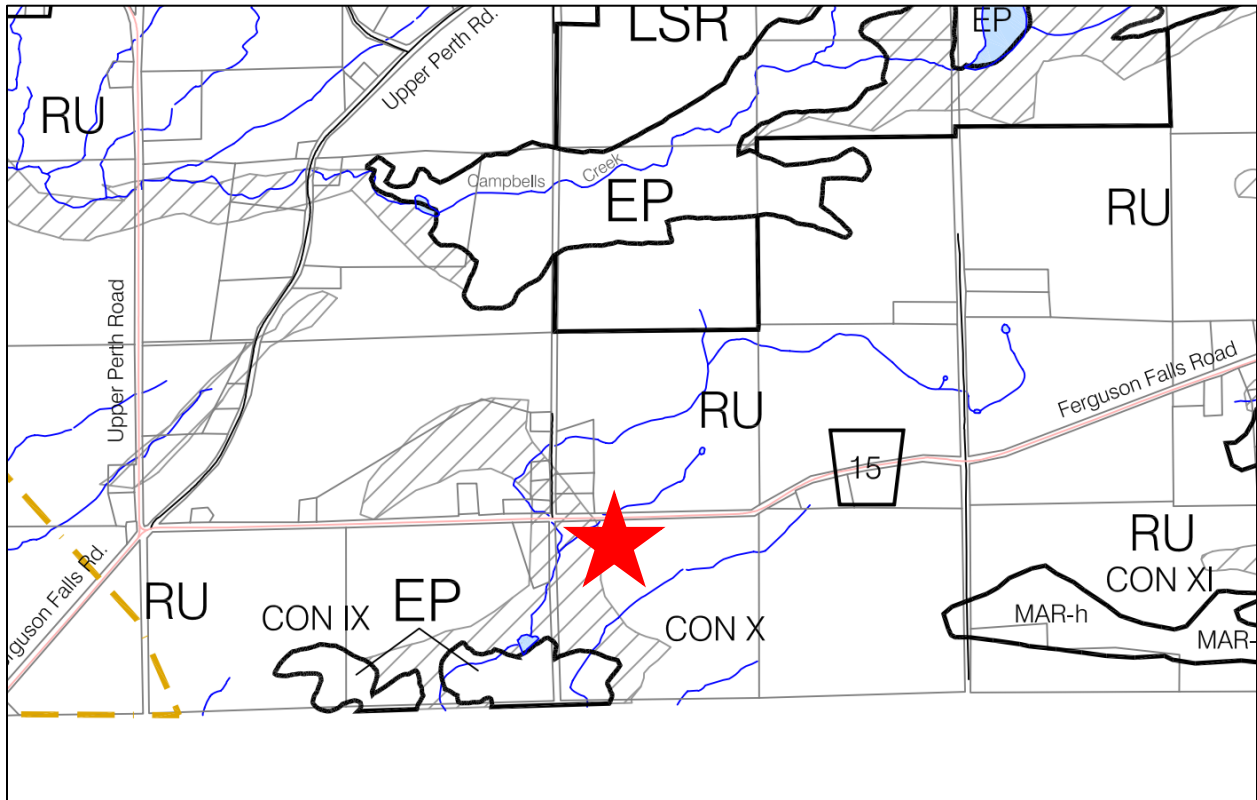 LSR
EP
Upper Perth Rd.
RU
Campbells Creek
EP
RU
Upper Perth Road
Ferguson Falls Road
RU
15
RU
CON XI
Ferguson Falls Rd.
RU
EP
CON IX
CON X
MAR-h
MAR-